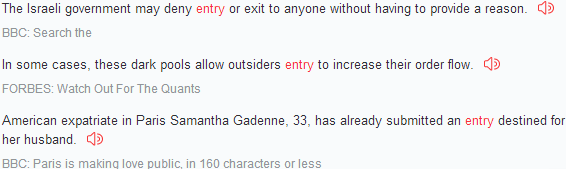 The Israeli government may deny entry or exit to anyone without having to provide a reason.
BBC: Search the
In some cases, these dark pools allow outsiders entry to increase their order flow.
FORBES: Watch Out For The Quants
American expatriate in Paris Samantha Gadenne, 33, has already submitted an entry destined for
her husband.
BBC: Paris is making love public, in 160 characters or less